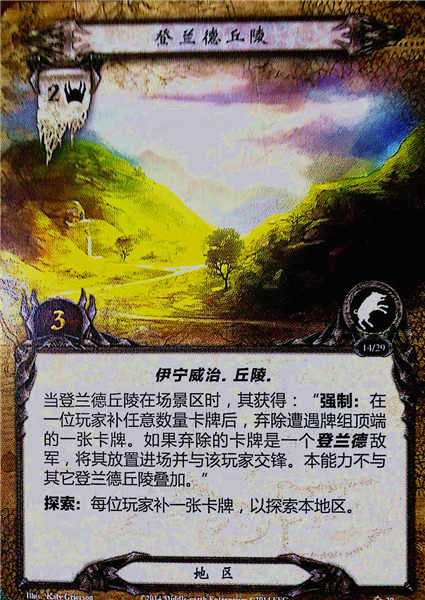 登兰德丘陵
2
3
14/29
伊宁威治. 丘陵.
当登兰德丘陵在场景区时，其获得：“强制：在
一位玩家补任意数量卡牌后，弃除遭遇牌组顶端
的一张卡牌。如果弃除的卡牌是一个登兰德敌
军，将其放置进场并与该玩家交锋。本能力不与
其它登兰德丘陵叠加。”
探索：每位玩家补一张卡牌，以探索本地区。
地区